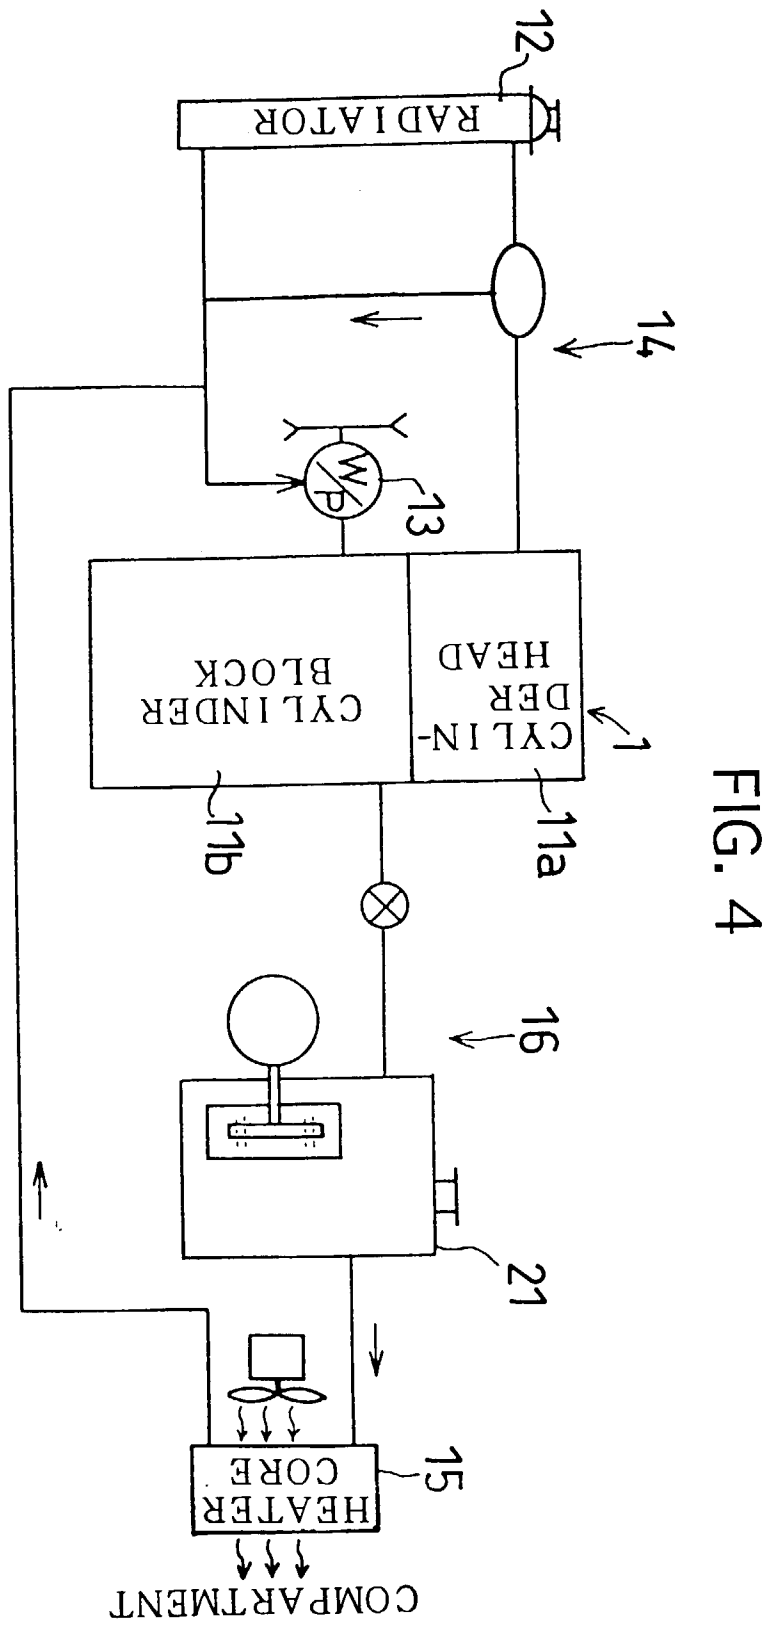 FIG. 4
12
RADIATOR
14
W/P
13
CYLIN-
DER
HEAD
1
11a
CYLINDER
BLOCK
11b
16
21
15
HEATER
CORE
COMPARTMENT